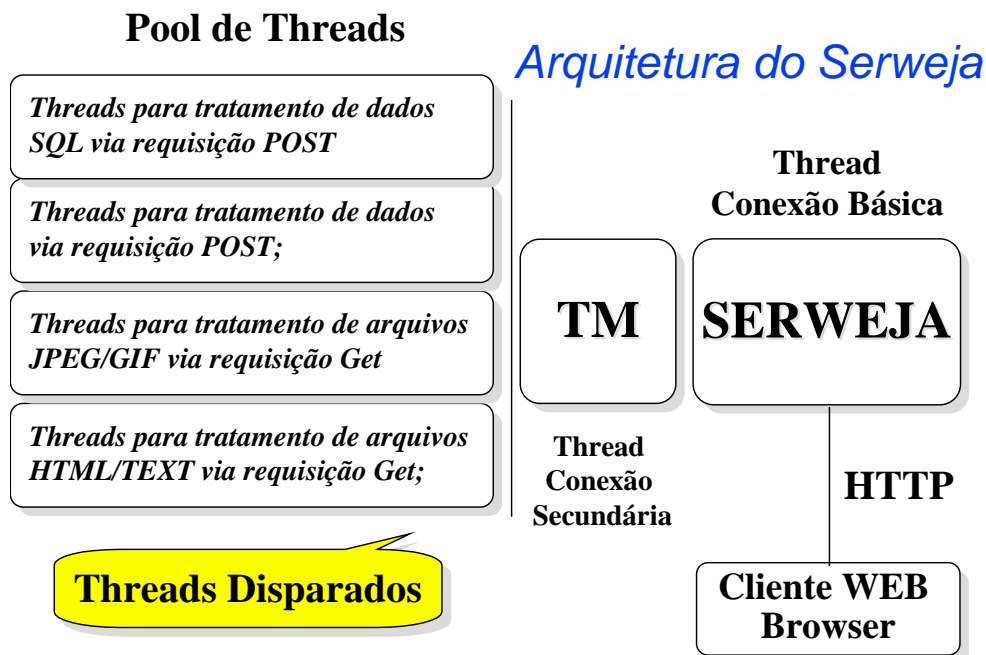 Pool de Threads
Arquitetura do Serweja
Threads para tratamento de dados
SQL via requisição POST
Threads para tratamento de dados
via requisição POST;
Threads para tratamento de arquivos
JPEG/GIF via requisição Get
Threads para tratamento de arquivos
HTML/TEXT via requisição Get;
Threads Disparados
TM
Thread
Conexão
Secundária
Thread
Conexão Básica
SERWEJA
HTTP
Cliente WEB
Browser